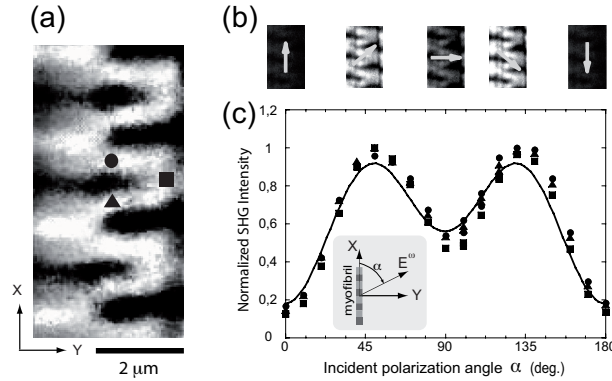 (a)
X
Y
2 μm
(b)
(c)
Normalized SHG Intensity
1,2
1
0,8
0,6
0,4
0,2
0
0
45
90
135
180
X
α
E^ω
Y
myofibril
Incident polarization angle α (deg.)